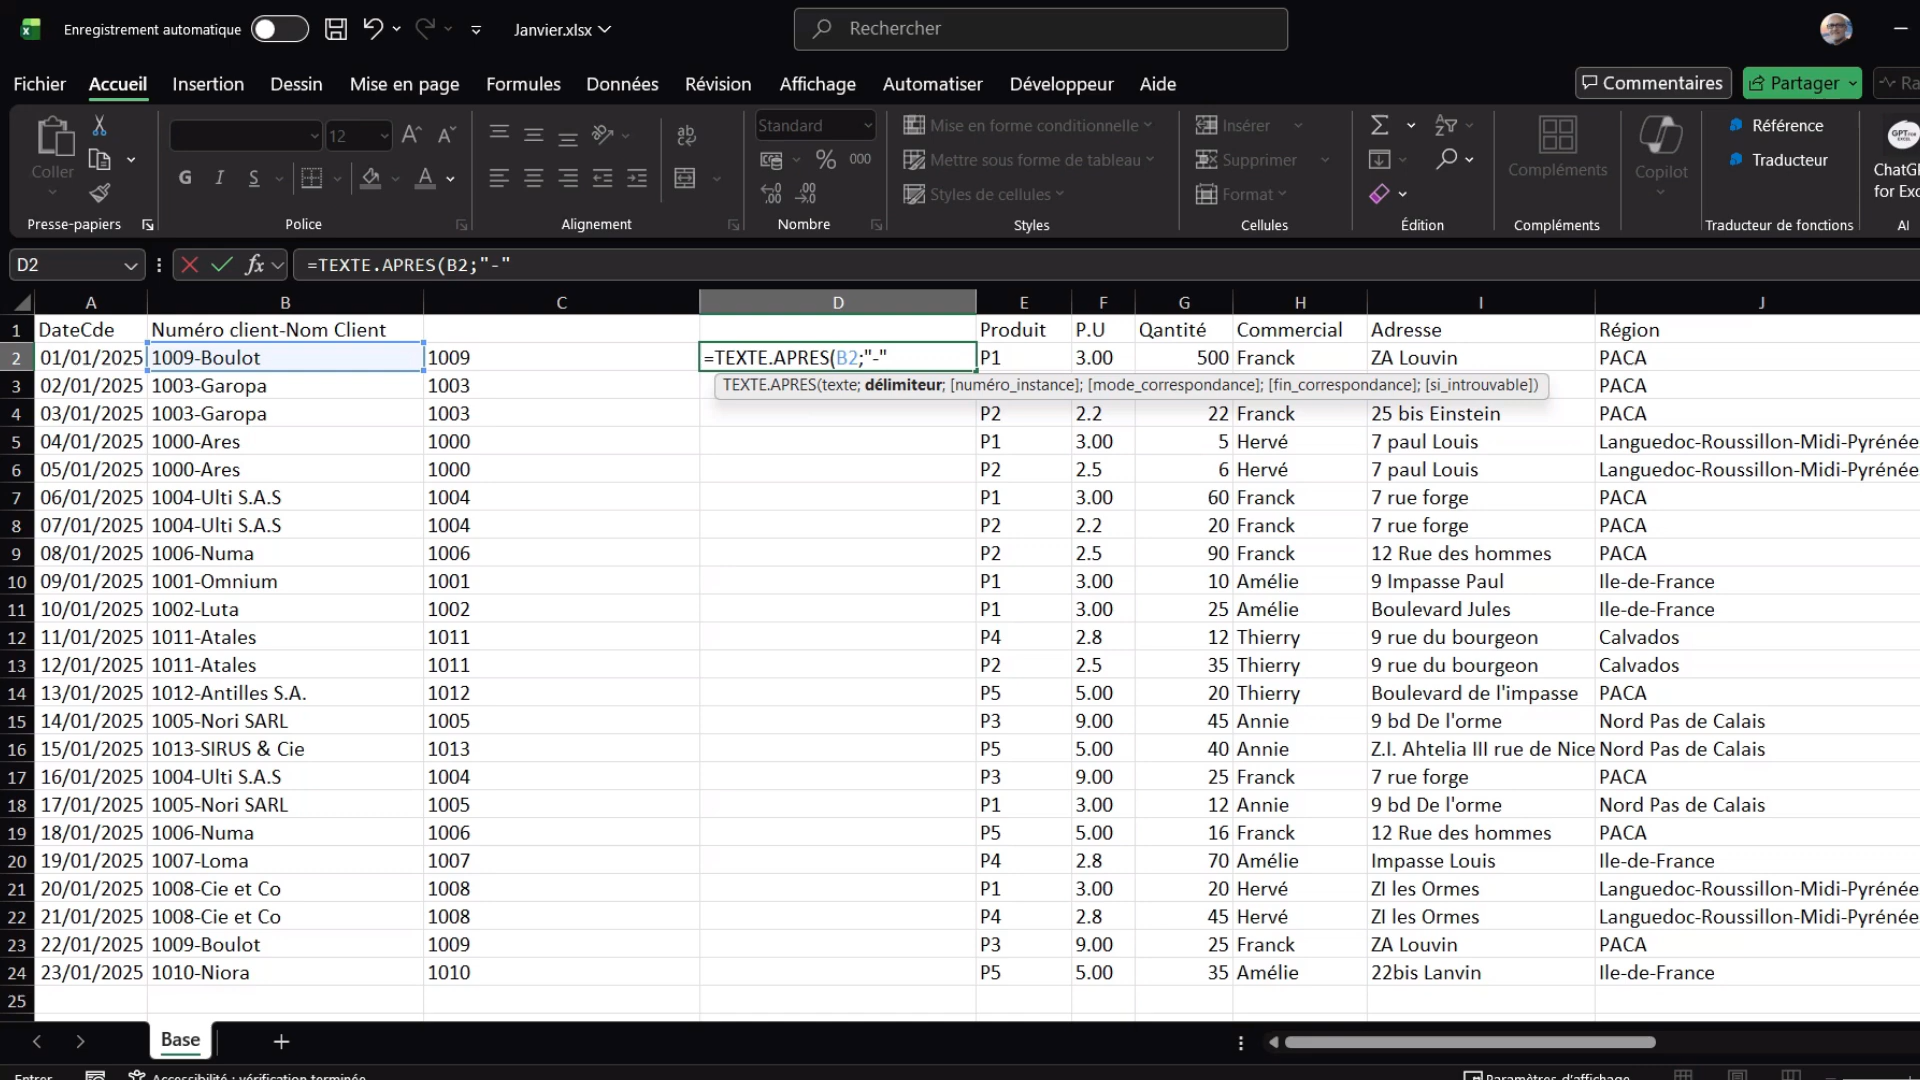 Enregistrement automatique Janvier.xlsx Rechercher
Fichier Accueil Insertion Dessin Mise en page Formules Données Révision Affichage Automatiser Développeur Aide Commentaires Partager
Coller 12 Standard Mise en forme conditionnelle Insérer Référence
Mettre sous forme de tableau Supprimer Compléments Copilot Traducteur
G I S % 000 Styles de cellules Format
Presse-papiers Police Alignement Nombre Styles Cellules Édition Compléments Traducteur de fonctions AI
D2 fx =TEXTE.APRES(B2;"-"
A B C D E F G H I J
1 DateCde Numéro client-Nom Client Produit P.U Qantité Commercial Adresse Région
2 01/01/2025 1009-Boulot 1009 =TEXTE.APRES(B2;"-" P1 3.00 500 Franck ZA Louvin PACA
TEXTE.APRES(texte; délimiteur; [numéro_instance]; [mode_correspondance]; [fin_correspondance]; [si_introuvable])
3 02/01/2025 1003-Garopa 1003 PACA
4 03/01/2025 1003-Garopa 1003 P2 2.2 22 Franck 25 bis Einstein PACA
5 04/01/2025 1000-Ares 1000 P1 3.00 5 Hervé 7 paul Louis Languedoc-Roussillon-Midi-Pyrénée
6 05/01/2025 1000-Ares 1000 P2 2.5 6 Hervé 7 paul Louis Languedoc-Roussillon-Midi-Pyrénée
7 06/01/2025 1004-Ulti S.A.S 1004 P1 3.00 60 Franck 7 rue forge PACA
8 07/01/2025 1004-Ulti S.A.S 1004 P2 2.2 20 Franck 7 rue forge PACA
9 08/01/2025 1006-Numa 1006 P2 2.5 90 Franck 12 Rue des hommes PACA
10 09/01/2025 1001-Omnium 1001 P1 3.00 10 Amélie 9 Impasse Paul Ile-de-France
11 10/01/2025 1002-Luta 1002 P1 3.00 25 Amélie Boulevard Jules Ile-de-France
12 11/01/2025 1011-Atales 1011 P4 2.8 12 Thierry 9 rue du bourgeon Calvados
13 12/01/2025 1011-Atales 1011 P2 2.5 35 Thierry 9 rue du bourgeon Calvados
14 13/01/2025 1012-Antilles S.A. 1012 P5 5.00 20 Thierry Boulevard de l'impasse PACA
15 14/01/2025 1005-Nori SARL 1005 P3 9.00 45 Annie 9 bd De l'orme Nord Pas de Calais
16 15/01/2025 1013-SIRUS & Cie 1013 P5 5.00 40 Annie Z.I. Ahtelia III rue de Nice Nord Pas de Calais
17 16/01/2025 1004-Ulti S.A.S 1004 P3 9.00 25 Franck 7 rue forge PACA
18 17/01/2025 1005-Nori SARL 1005 P1 3.00 12 Annie 9 bd De l'orme Nord Pas de Calais
19 18/01/2025 1006-Numa 1006 P5 5.00 16 Franck 12 Rue des hommes PACA
20 19/01/2025 1007-Loma 1007 P4 2.8 70 Amélie Impasse Louis Ile-de-France
21 20/01/2025 1008-Cie et Co 1008 P1 3.00 20 Hervé ZI les Ormes Languedoc-Roussillon-Midi-Pyrénée
22 21/01/2025 1008-Cie et Co 1008 P4 2.8 45 Hervé ZI les Ormes Languedoc-Roussillon-Midi-Pyrénée
23 22/01/2025 1009-Boulot 1009 P3 9.00 25 Franck ZA Louvin PACA
24 23/01/2025 1010-Niora 1010 P5 5.00 35 Amélie 22bis Lanvin Ile-de-France
25
Base
Entrer Accessibilité : vérification terminée Paramètres d'affichage